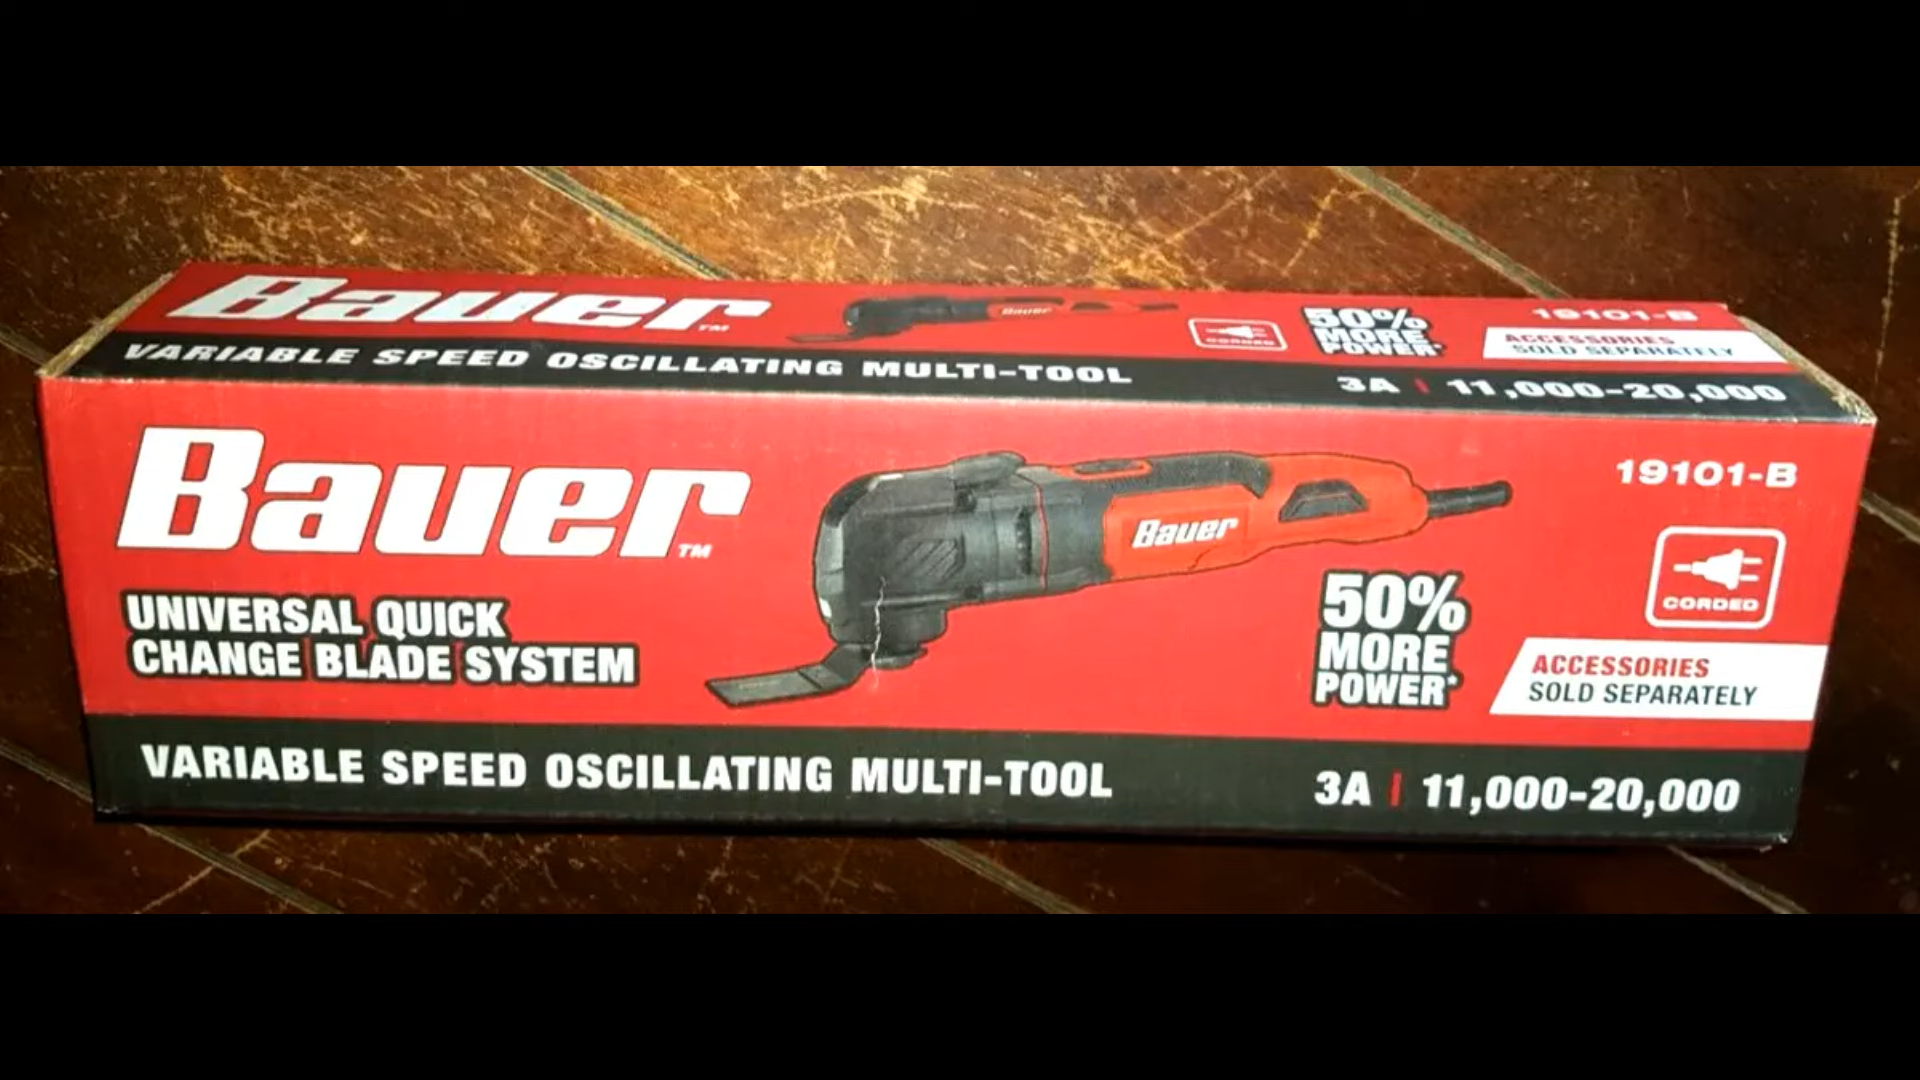 Bauer™
Bauer
VARIABLE SPEED OSCILLATING MULTI-TOOL
CORDED
50%
MORE
POWER*
19101-B
ACCESSORIES
SOLD SEPARATELY
3A | 11,000-20,000
Bauer™
UNIVERSAL QUICK
CHANGE BLADE SYSTEM
Bauer
19101-B
CORDED
50%
MORE
POWER*
ACCESSORIES
SOLD SEPARATELY
VARIABLE SPEED OSCILLATING MULTI-TOOL
3A | 11,000-20,000